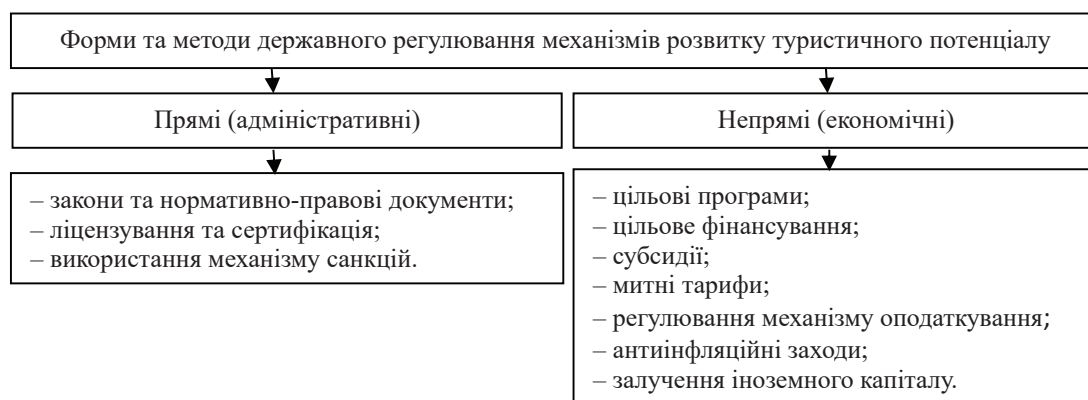 Форми та методи державного регулювання механізмів розвитку туристичного потенціалу
Прямі (адміністративні)
– закони та нормативно-правові документи;
– ліцензування та сертифікація;
– використання механізму санкцій.
Непрямі (економічні)
– цільові програми;
– цільове фінансування;
– субсидії;
– митні тарифи;
– регулювання механізму оподаткування;
– антиінфляційні заходи;
– залучення іноземного капіталу.